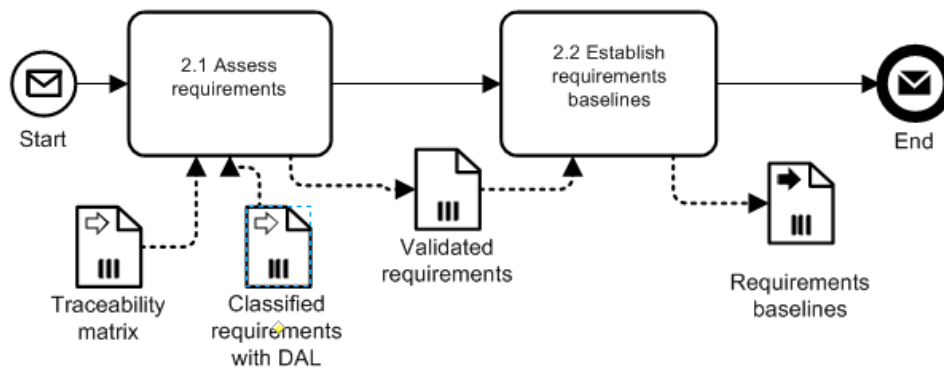 2.1 Assess
requirements
2.2 Establish
requirements
baselines
Start
End
Traceability
matrix
Classified
requirements
with DAL
Validated
requirements
Requirements
baselines